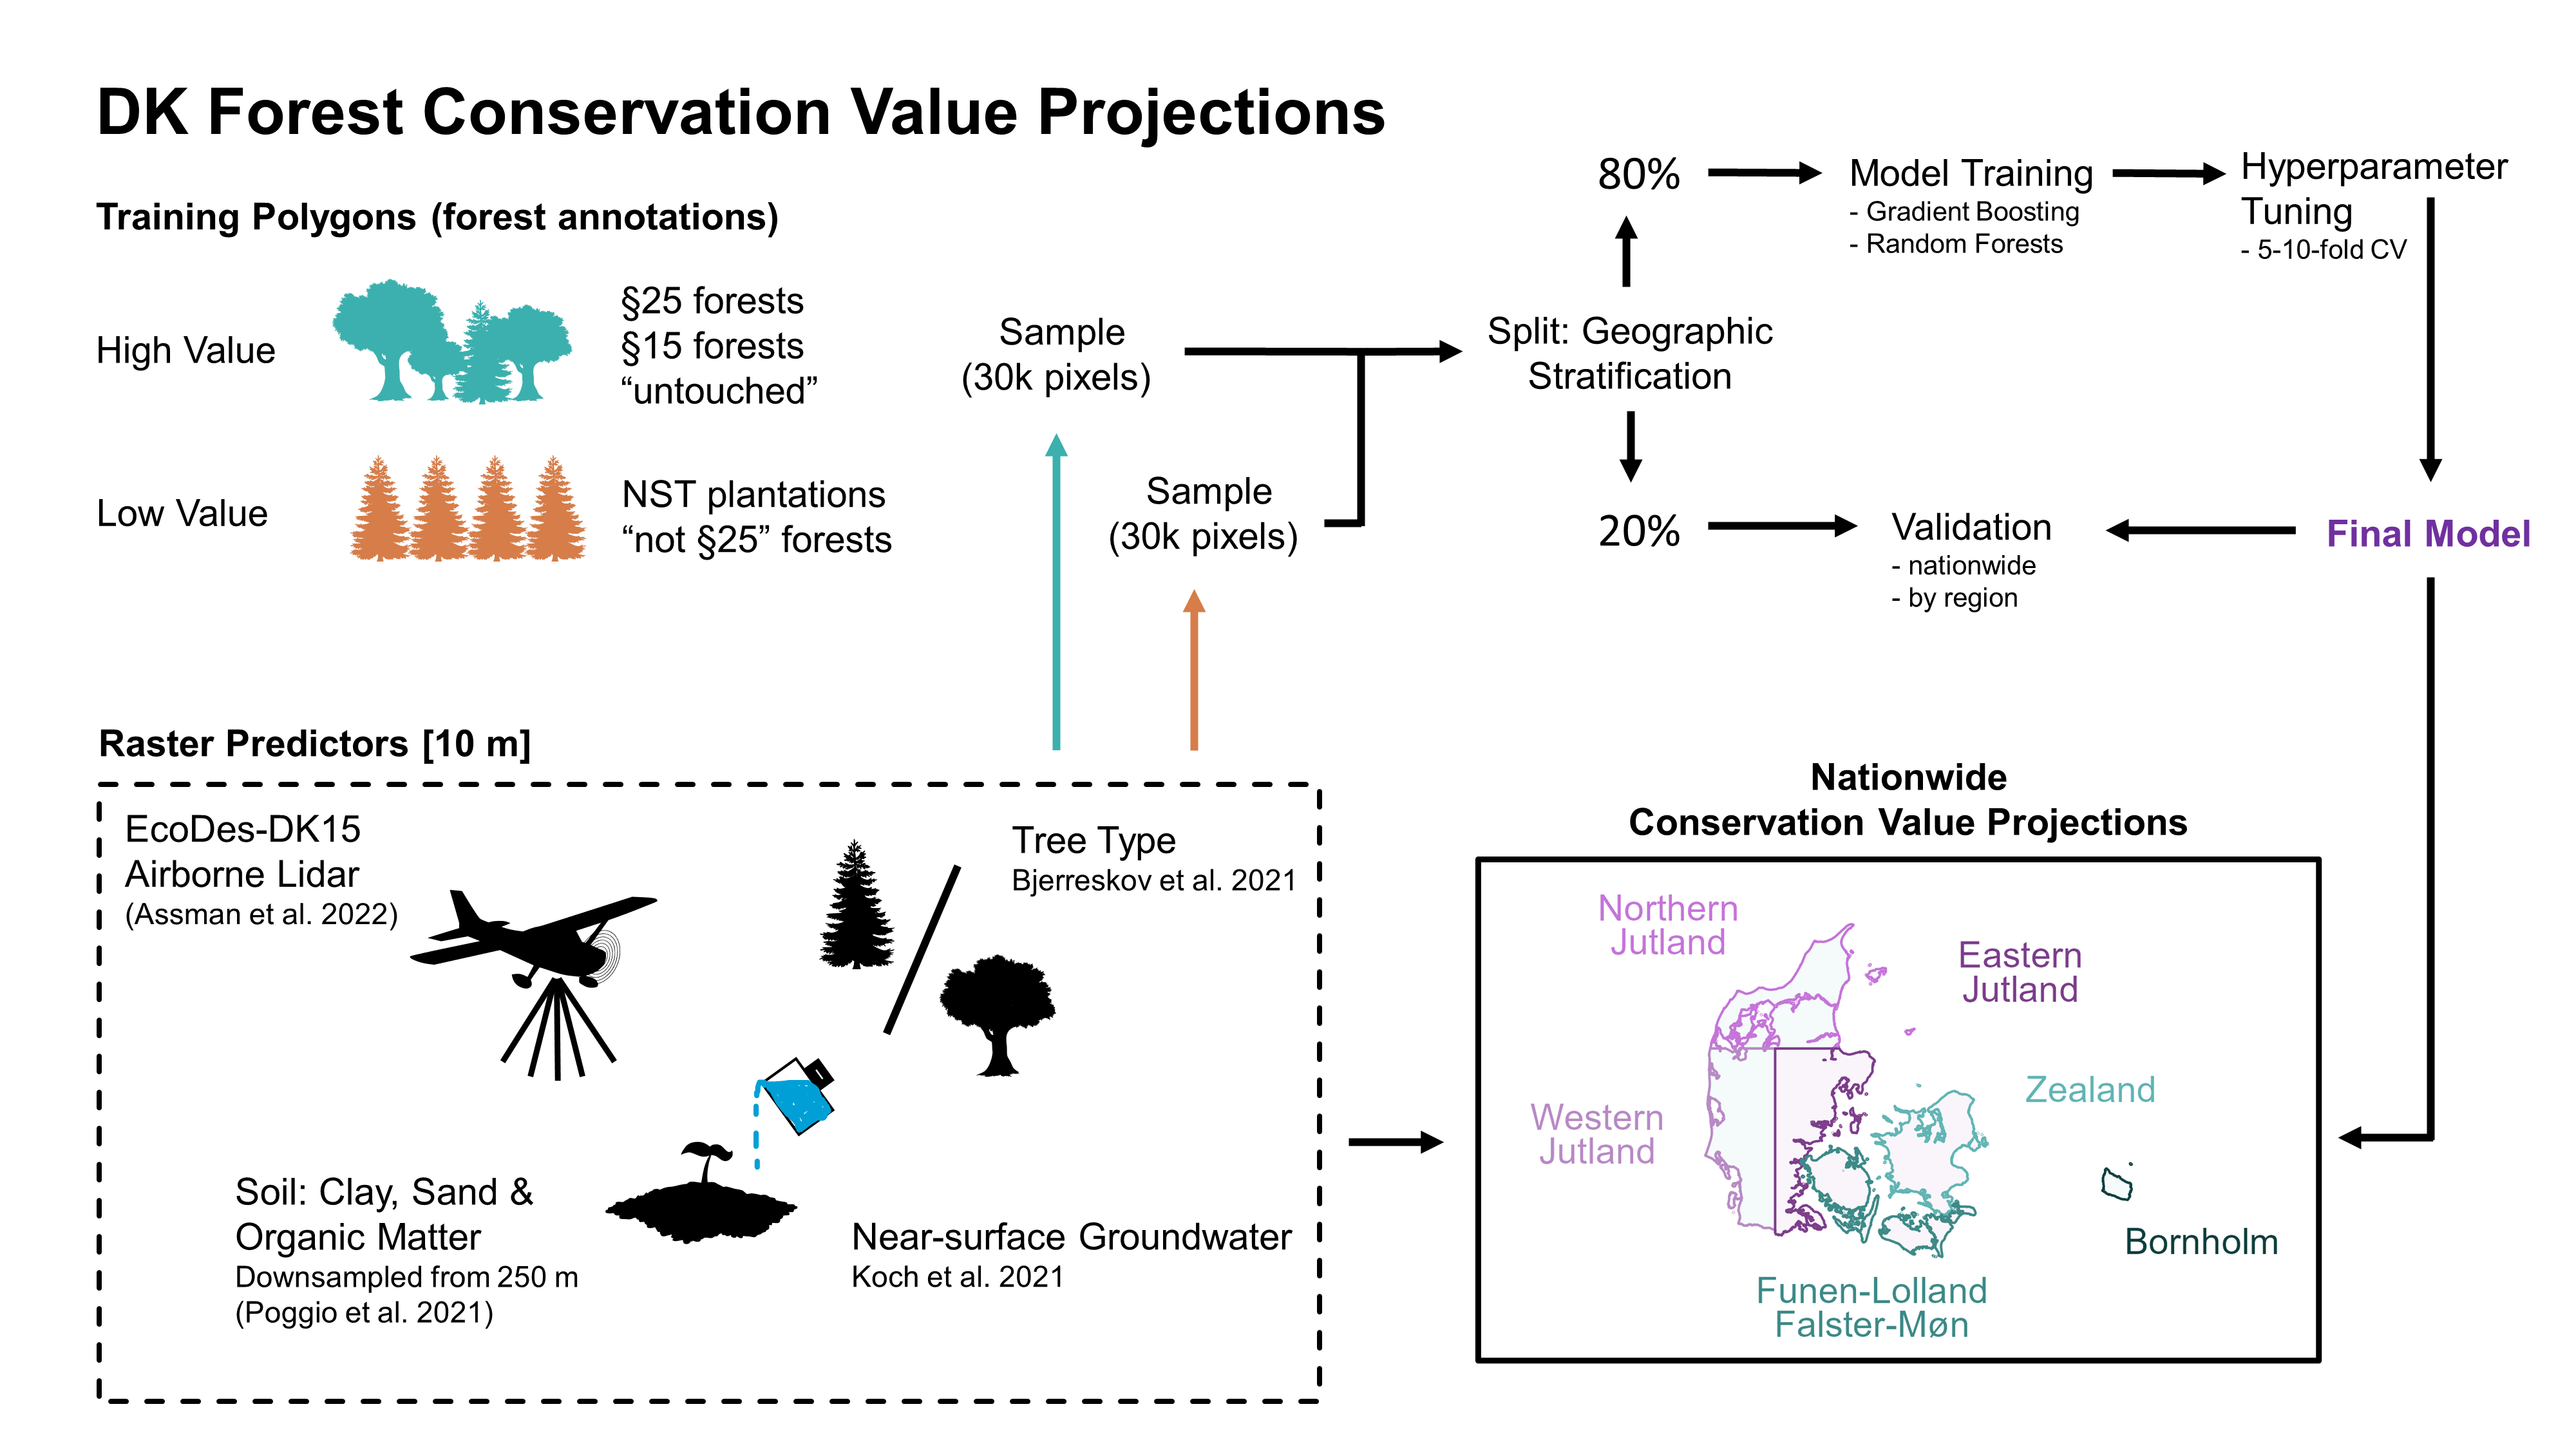 DK Forest Conservation Value Projections
Training Polygons (forest annotations)
High Value
§25 forests
§15 forests
“untouched”
Low Value
NST plantations
“not §25” forests
Sample
(30k pixels)
Sample
(30k pixels)
Split: Geographic
Stratification
80%
Model Training
- Gradient Boosting
- Random Forests
Hyperparameter
Tuning
- 5-10-fold CV
20%
Validation
- nationwide
- by region
Final Model
Raster Predictors [10 m]
EcoDes-DK15
Airborne Lidar
(Assman et al. 2022)
Tree Type
Bjerreskov et al. 2021
Soil: Clay, Sand &
Organic Matter
Downsampled from 250 m
(Poggio et al. 2021)
Near-surface Groundwater
Koch et al. 2021
Nationwide
Conservation Value Projections
Northern
Jutland
Eastern
Jutland
Western
Jutland
Zealand
Bornholm
Funen-Lolland
Falster-Møn